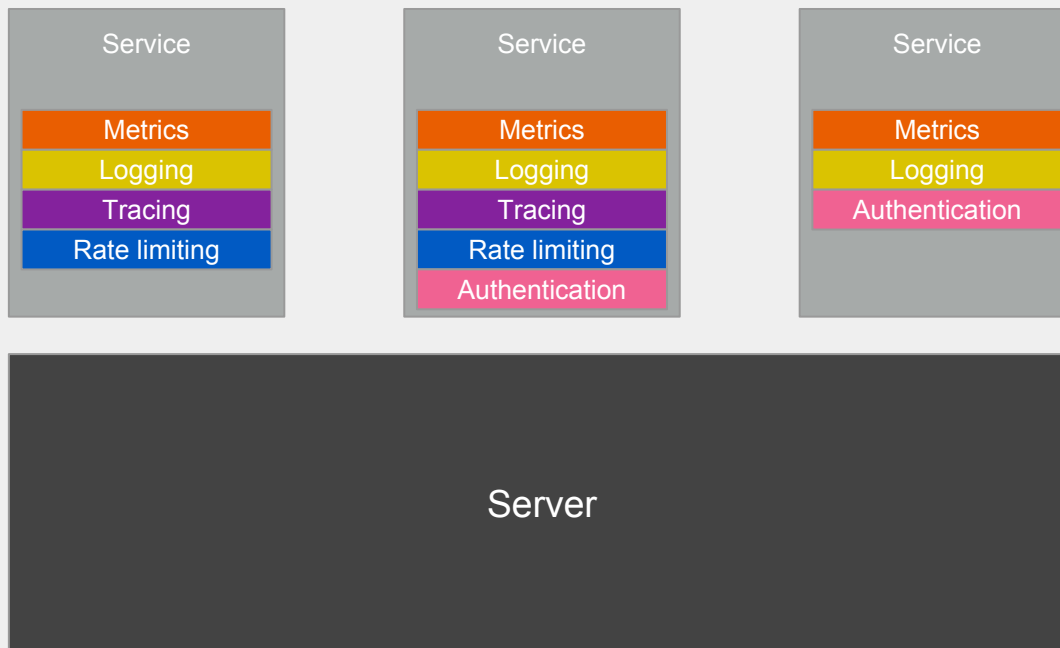 Service
Metrics
Logging
Tracing
Rate limiting
Service
Metrics
Logging
Tracing
Rate limiting
Authentication
Service
Metrics
Logging
Authentication
Server